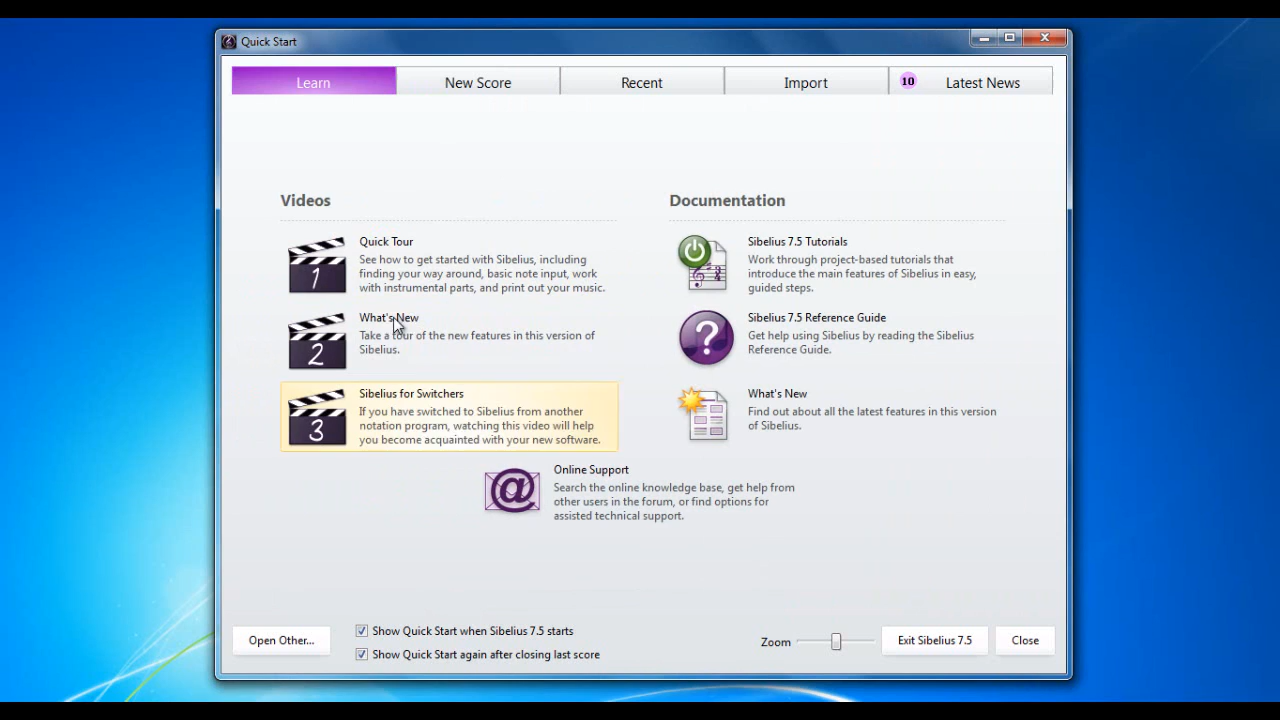 Quick Start
Learn
New Score
Recent
Import
10
Latest News
Videos
Quick Tour
See how to get started with Sibelius, including
finding your way around, basic note input, work
with instrumental parts, and print out your music.
1
What's New
Take a tour of the new features in this version of
Sibelius.
2
Sibelius for Switchers
If you have switched to Sibelius from another
notation program, watching this video will help
you become acquainted with your new software.
3
Documentation
Sibelius 7.5 Tutorials
Work through project-based tutorials that
introduce the main features of Sibelius in easy,
guided steps.
?
Sibelius 7.5 Reference Guide
Get help using Sibelius by reading the Sibelius
Reference Guide.
What's New
Find out about all the latest features in this version
of Sibelius.
@
Online Support
Search the online knowledge base, get help from
other users in the forum, or find options for
assisted technical support.
Open Other...
Show Quick Start when Sibelius 7.5 starts
Show Quick Start again after closing last score
Zoom
Exit Sibelius 7.5
Close